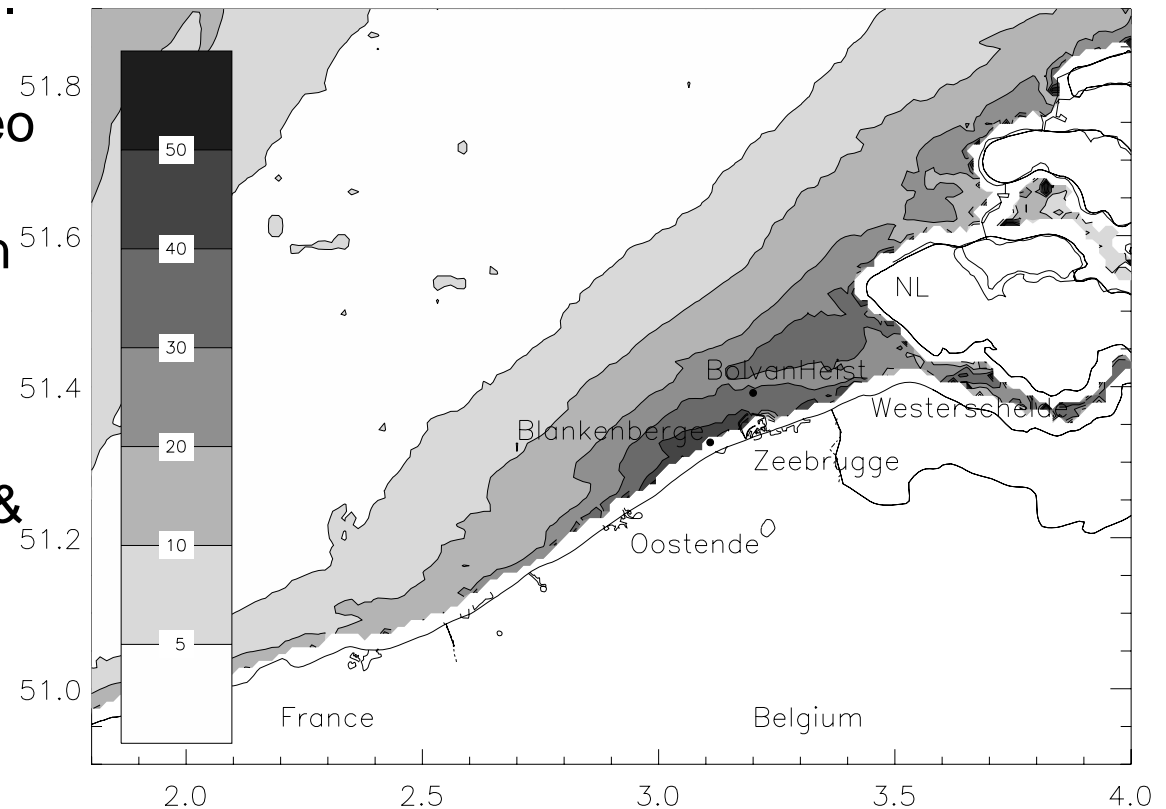 .
51.8
eo
50
40
51.6
n
NL
30
51.4
BolvanHeist
Westerschelde
Blankenberge
20
Zeebrugge
&
51.2
10
Oostende
5
51.0
France
Belgium
2.0
2.5
3.0
3.5
4.0